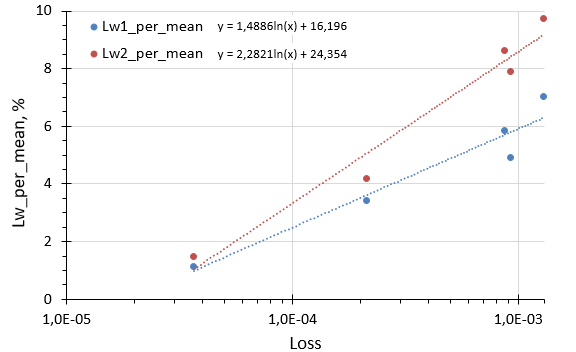 10
Lw1_per_mean y = 1,4886ln(x) + 16,196
Lw2_per_mean y = 2,2821ln(x) + 24,354
8
6
4
2
0
Lw_per_mean, %
1,0E-05 1,0E-04 1,0E-03
Loss